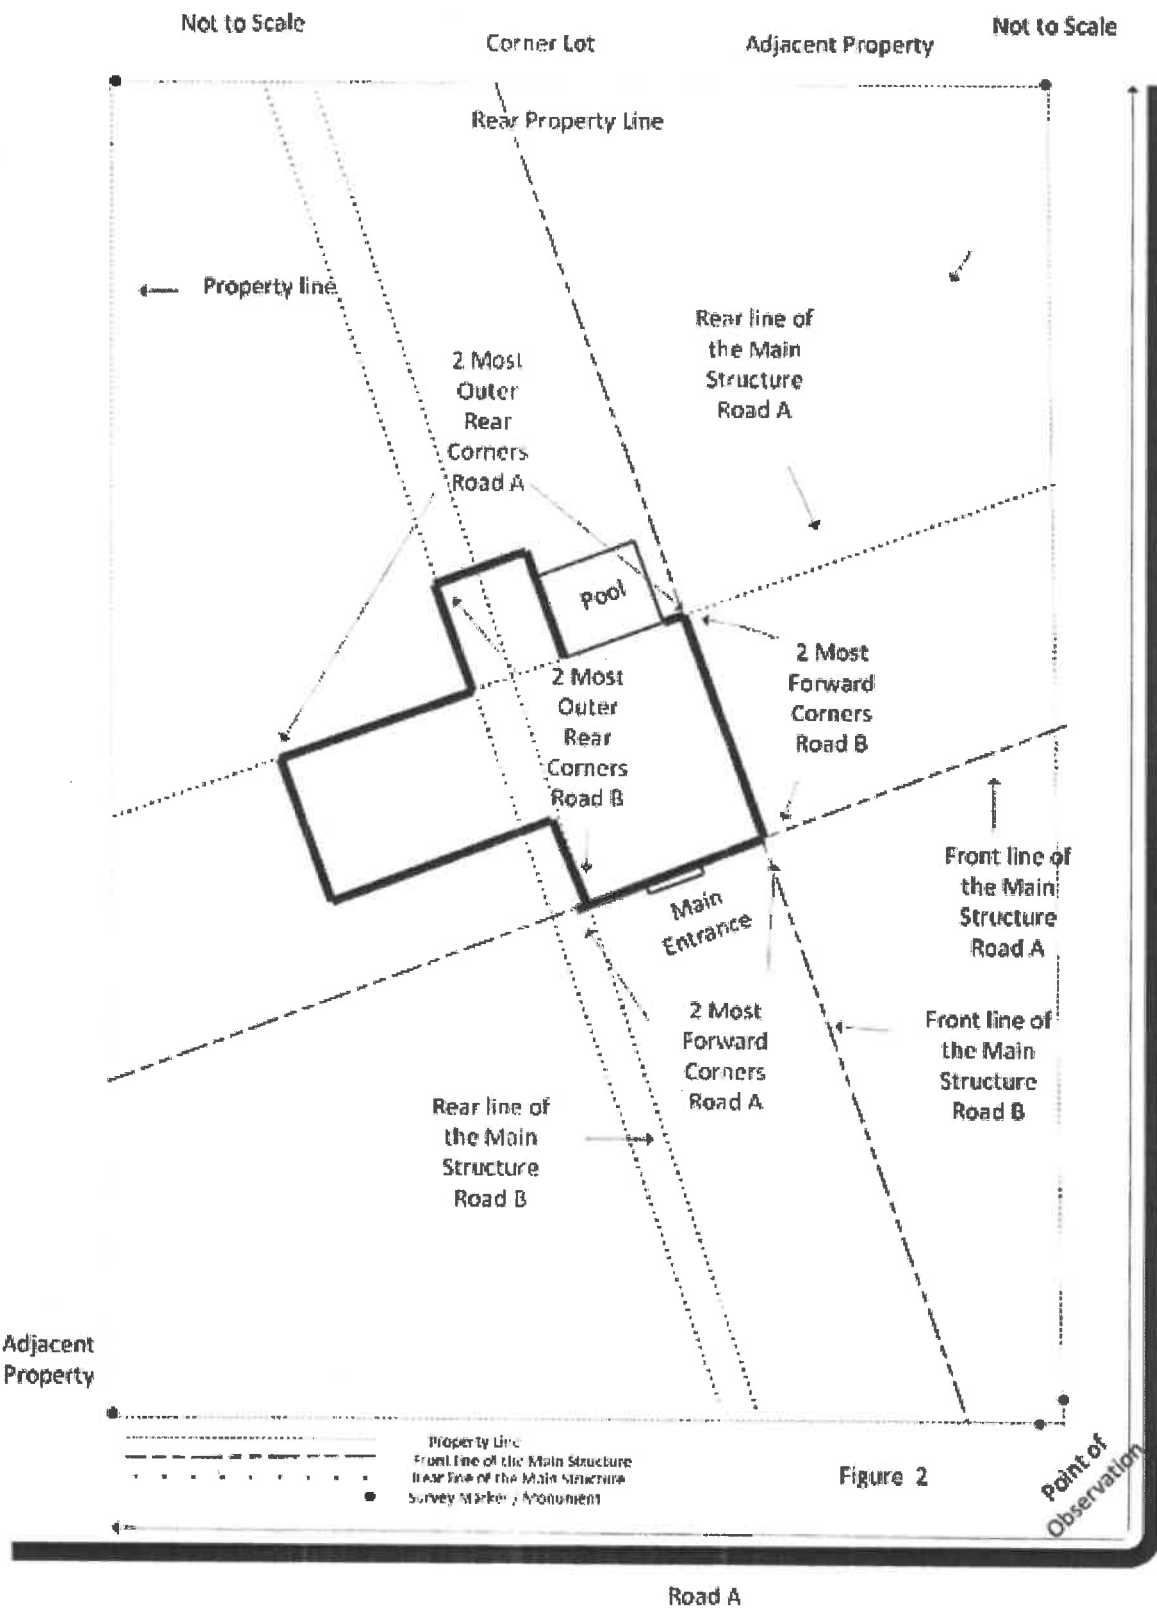 Not to Scale
Corner Lot
Adjacent Property
Not to Scale
Rear Property Line
Property line
Rear line of
the Main
Structure
Road A
2 Most
Outer
Rear
Corners
Road A
Pool
2 Most
Forward
Corners
Road B
2 Most
Outer
Rear
Corners
Road B
Main
Entrance
Front line of
the Main
Structure
Road A
2 Most
Forward
Corners
Road A
Front line of
the Main
Structure
Road B
Rear line of
the Main
Structure
Road B
Adjacent
Property
Property Line
Front line of the Main Structure
Rear line of the Main Structure
Survey Marker / Monument
Figure 2
Point of
Observation
Road A